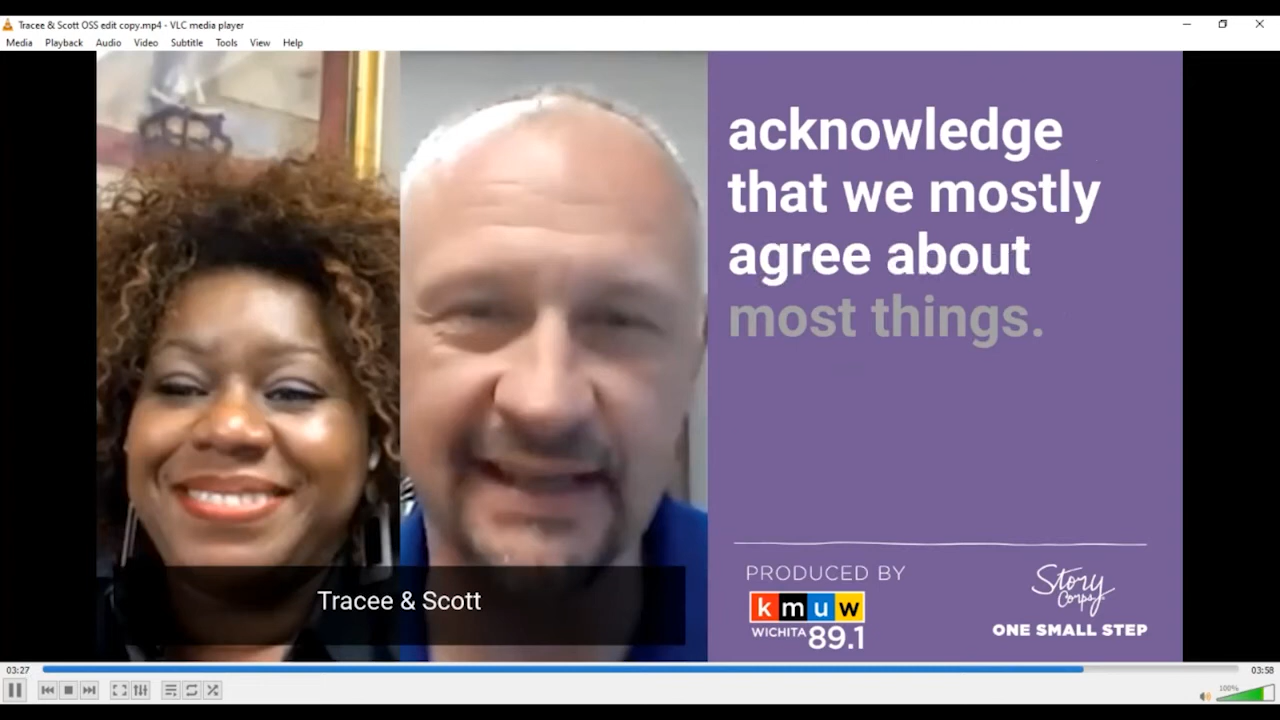 Tracee & Scott OSS edit copy.mp4 - VLC media player
Media Playback Audio Video Subtitle Tools View Help
acknowledge
that we mostly
agree about
most things.
Tracee & Scott
PRODUCED BY
kmuw
WICHITA 89.1
Story
Corps
ONE SMALL STEP
03:27
03:58
100%